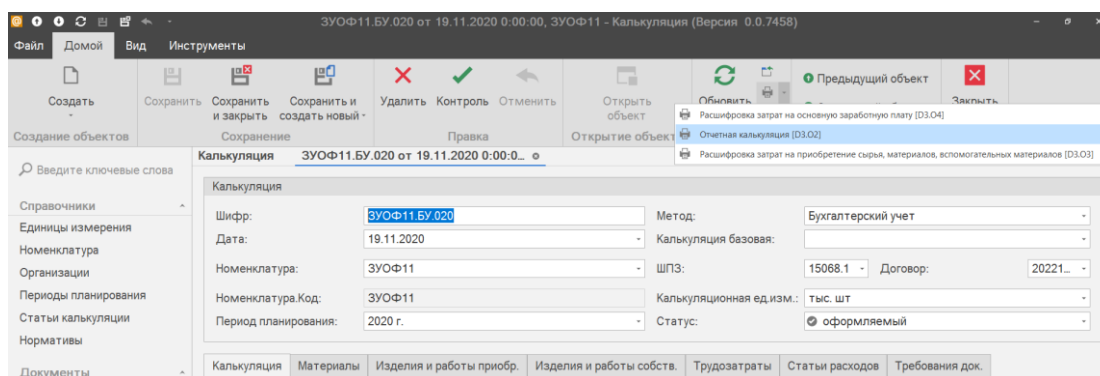 ЗУОФ11.БУ.020 от 19.11.2020 0:00:00, ЗУОФ11 - Калькуляция (Версия 0.0.7458)
Файл Домой Вид Инструменты
Создать Сохранить Сохранить и закрыть Сохранить и создать новый Удалить Контроль Отменить Открыть объект Обновить Предыдущий объект Закрыть
Создание объектов Сохранение Правка Открытие объект
Расшифровка затрат на основную заработную плату [D3.O4]
Отчетная калькуляция [D3.O2]
Расшифровка затрат на приобретение сырья, материалов, вспомогательных материалов [D3.O3]
Введите ключевые слова
Справочники
Единицы измерения
Номенклатура
Организации
Периоды планирования
Статьи калькуляции
Нормативы
Документы
Калькуляция ЗУОФ11.БУ.020 от 19.11.2020 0:00:0...
Калькуляция
Шифр: ЗУОФ11.БУ.020 Метод: Бухгалтерский учет
Дата: 19.11.2020 Калькуляция базовая:
Номенклатура: ЗУОФ11 ШПЗ: 15068.1 Договор: 20221...
Номенклатура.Код: ЗУОФ11 Калькуляционная ед.изм.: тыс. шт
Период планирования: 2020 г. Статус: оформляемый
Калькуляция Материалы Изделия и работы приобр. Изделия и работы собств. Трудозатраты Статьи расходов Требования док.